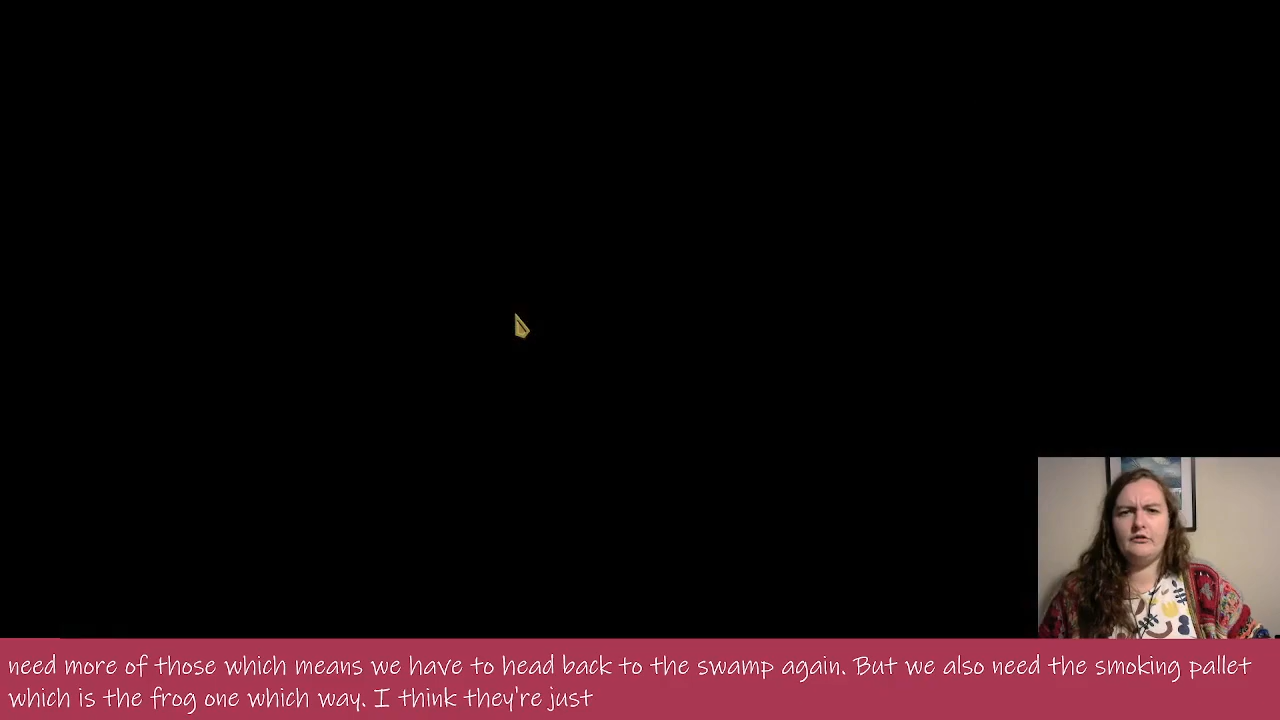 need more of those which means we have to head back to the swamp again. But we also need the smoking pallet
which is the frog one which way. I think they're just